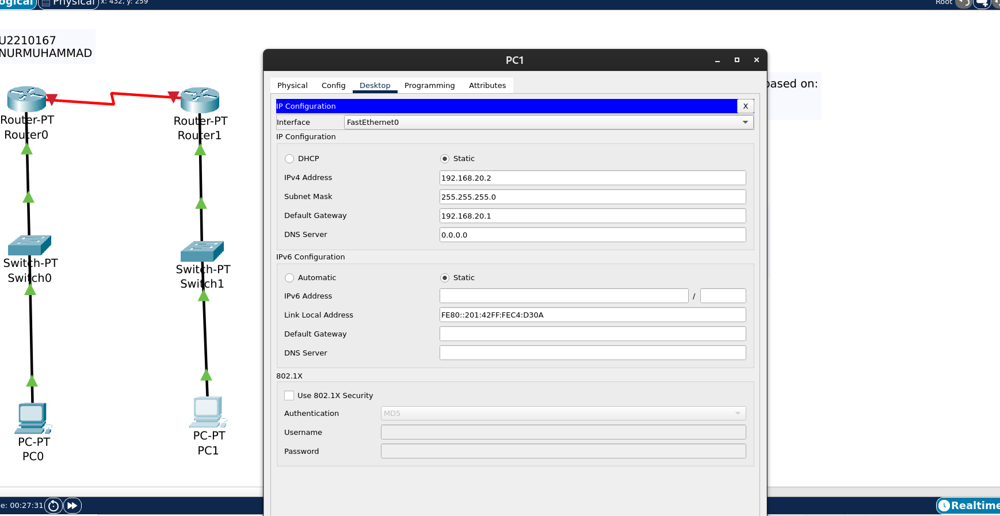 ogical Physical x: 432, y: 259 Root
U2210167
NURMUHAMMAD
Router-PT
Router0
Router-PT
Router1
Switch-PT
Switch0
Switch-PT
Switch1
PC-PT
PC0
PC-PT
PC1
PC1
Physical Config Desktop Programming Attributes
IP Configuration X
Interface FastEthernet0
IP Configuration
DHCP Static
IPv4 Address 192.168.20.2
Subnet Mask 255.255.255.0
Default Gateway 192.168.20.1
DNS Server 0.0.0.0
IPv6 Configuration
Automatic Static
IPv6 Address /
Link Local Address FE80::201:42FF:FEC4:D30A
Default Gateway
DNS Server
802.1X
Use 802.1X Security
Authentication MD5
Username
Password
based on:
e: 00:27:31 Realtime